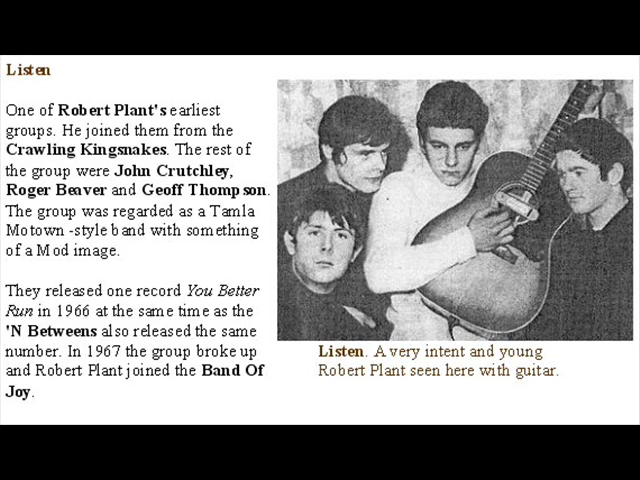 Listen
One of Robert Plant's earliest
groups. He joined them from the
Crawling Kingsnakes. The rest of
the group were John Crutchley,
Roger Beaver and Geoff Thompson.
The group was regarded as a Tamla
Motown -style band with something
of a Mod image.
They released one record You Better
Run in 1966 at the same time as the
'N Betweens also released the same
number. In 1967 the group broke up
and Robert Plant joined the Band Of
Joy.
Listen. A very intent and young
Robert Plant seen here with guitar.